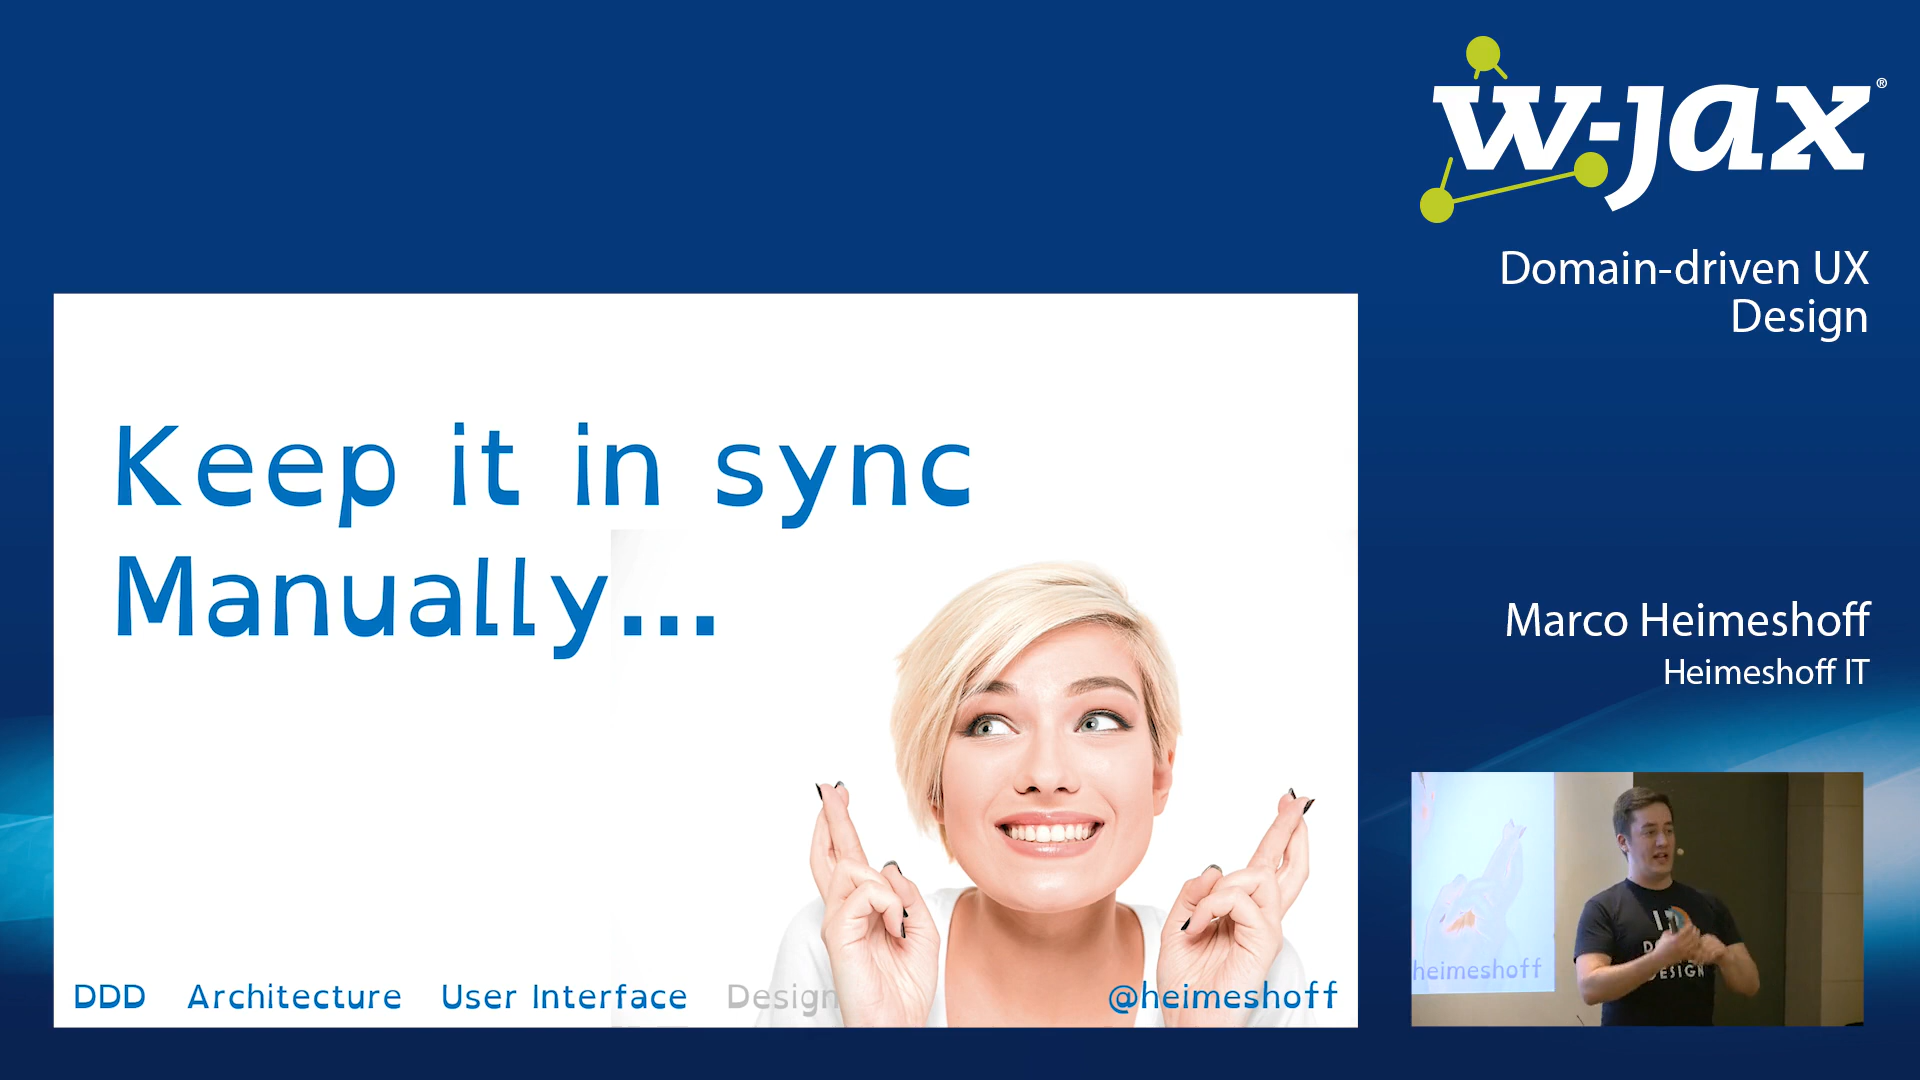 w-jax®
Domain-driven UX
Design
Keep it in sync
Manually...
Marco Heimeshoff
Heimeshoff IT
DDD Architecture User Interface Design @heimeshoff
heimeshoff
DESIGN